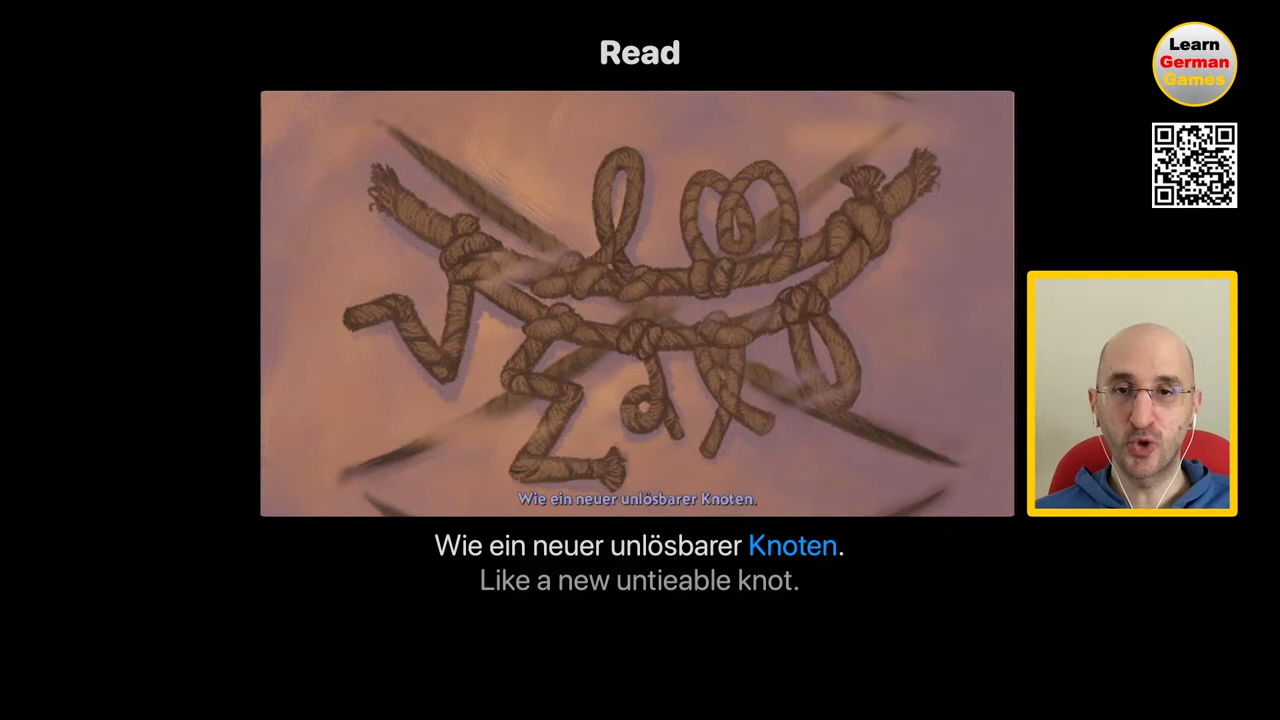 Read
Learn
German
Games
Wie ein neuer unlösbarer Knoten.
Wie ein neuer unlösbarer Knoten.
Like a new untieable knot.